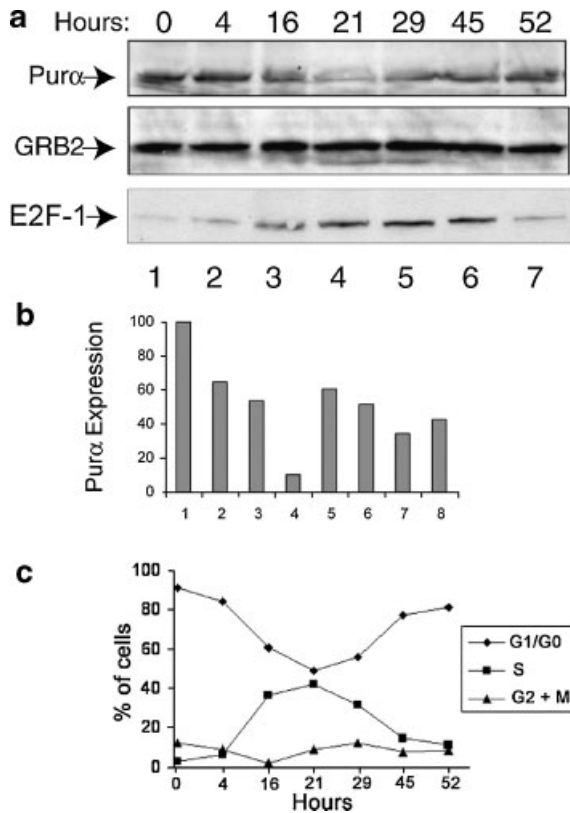 a Hours: 0 4 16 21 29 45 52
Purα
GRB2
E2F-1
1 2 3 4 5 6 7
b
Purα Expression
100
80
60
40
20
0
1 2 3 4 5 6 7 8
c
% of cells
100
80
60
40
20
0
0 4 16 21 29 45 52
Hours
G1/G0
S
G2 + M